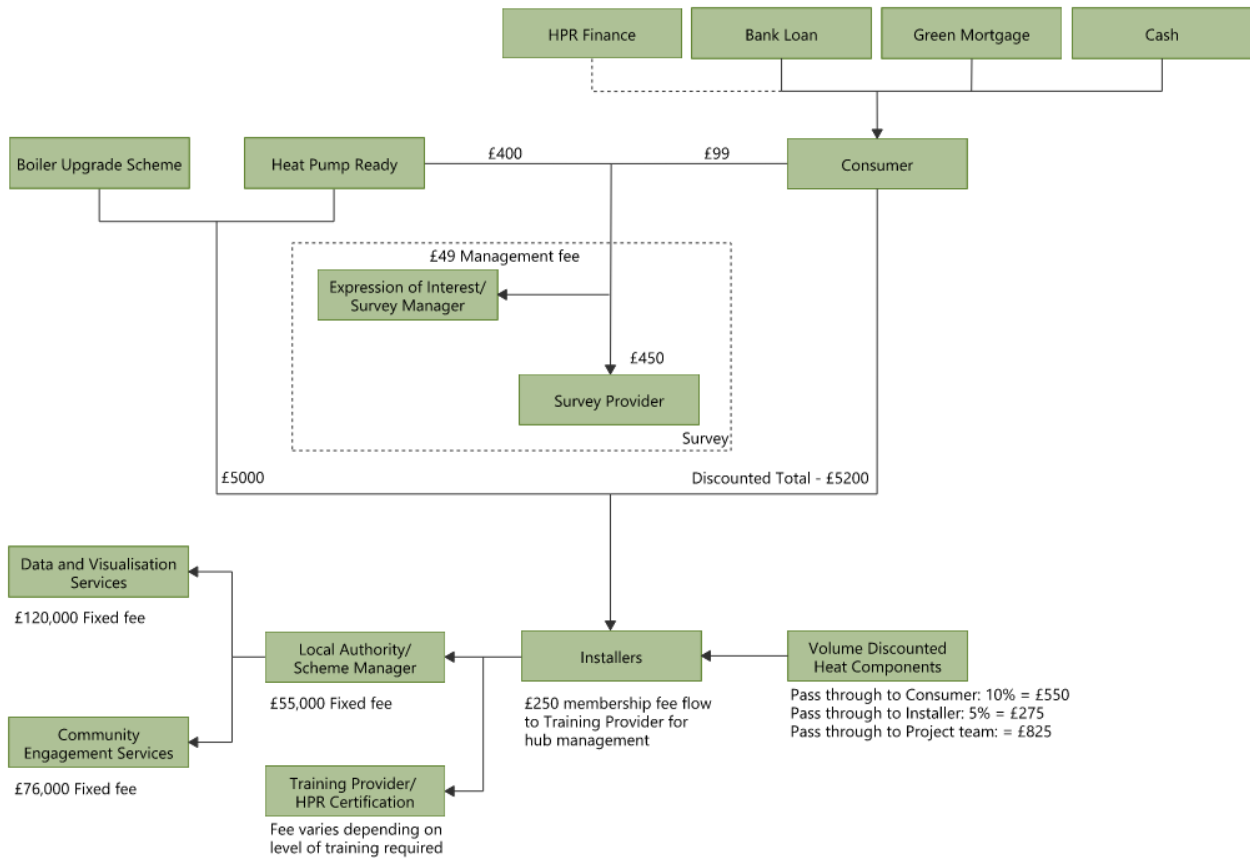 HPR Finance
Bank Loan
Green Mortgage
Cash
Boiler Upgrade Scheme
Heat Pump Ready
£400
£99
Consumer
£49 Management fee
Expression of Interest/
Survey Manager
£450
Survey Provider
Survey
£5000
Discounted Total - £5200
Data and Visualisation
Services
£120,000 Fixed fee
Local Authority/
Scheme Manager
£55,000 Fixed fee
Installers
£250 membership fee flow
to Training Provider for
hub management
Volume Discounted
Heat Components
Pass through to Consumer: 10% = £550
Pass through to Installer: 5% = £275
Pass through to Project team: = £825
Community
Engagement Services
£76,000 Fixed fee
Training Provider/
HPR Certification
Fee varies depending on
level of training required